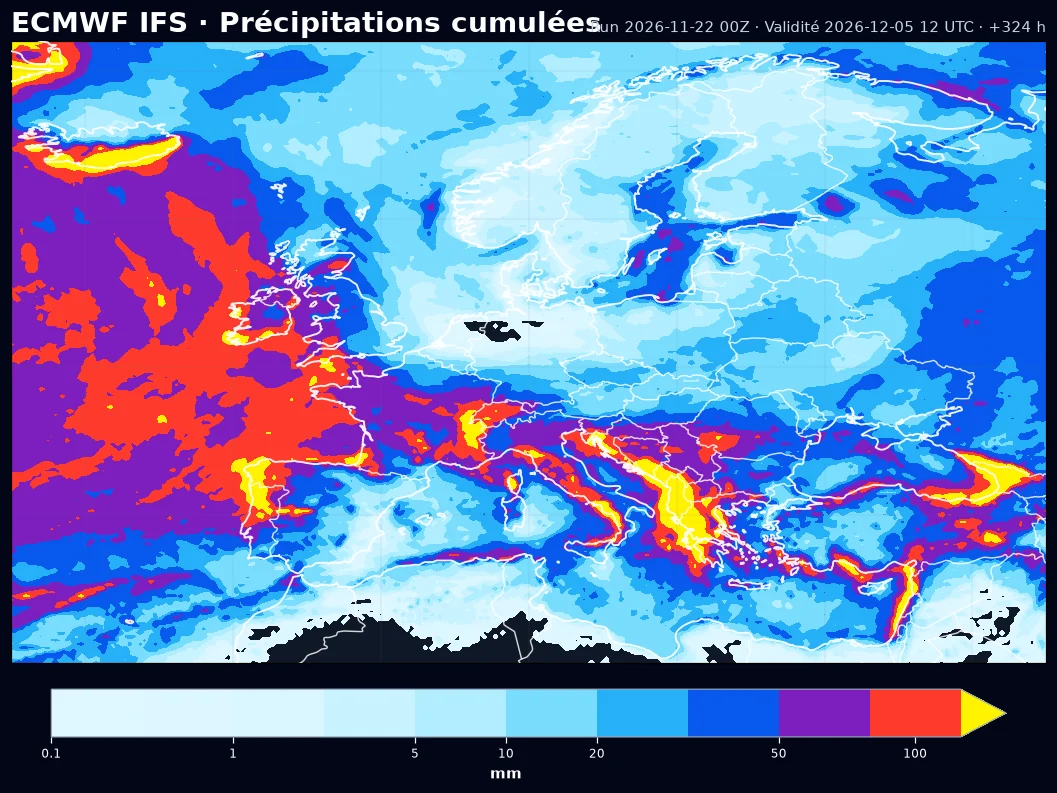 ECMWF IFS · Précipitations cumulées
Run 2026-11-22 00Z · Validité 2026-12-05 12 UTC · +324 h
0.1 1 5 10 20 50 100
mm